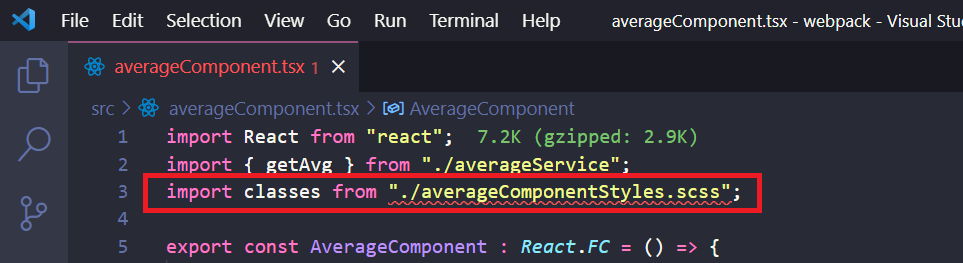 File Edit Selection View Go Run Terminal Help averageComponent.tsx - webpack - Visual Stud
averageComponent.tsx 1
src > averageComponent.tsx > AverageComponent
1 import React from "react"; 7.2K (gzipped: 2.9K)
2 import { getAvg } from "./averageService";
3 import classes from "./averageComponentStyles.scss";
4
5 export const AverageComponent : React.FC = () => {